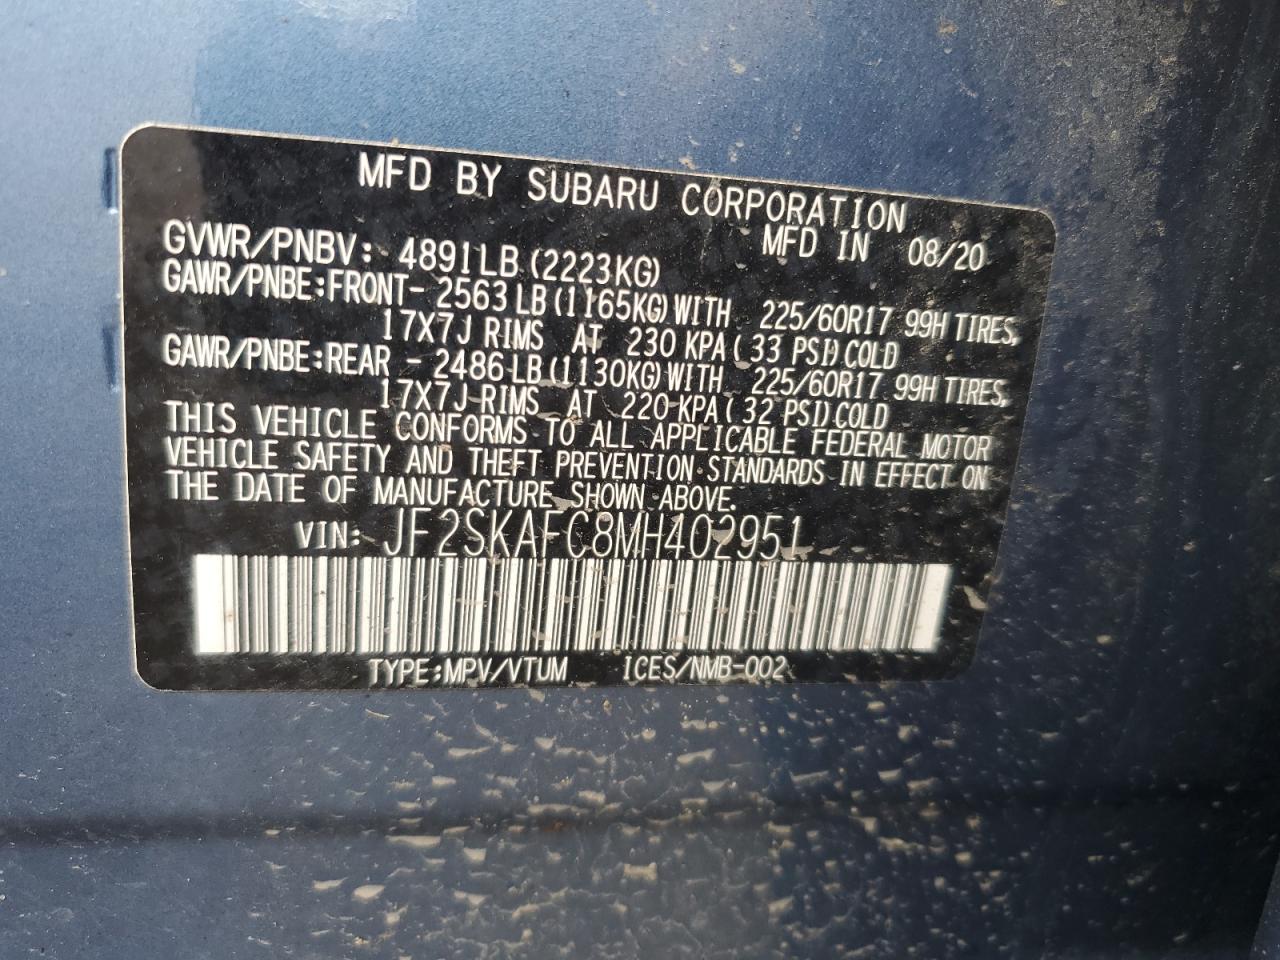 MFD BY SUBARU CORPORATION
MFD IN 08/20
GVWR/PNBV: 4891LB (2223KG)
GAWR/PNBE:FRONT- 2563 LB (1165KG) WITH 225/60R17 99H TIRES,
17X7J RIMS AT 230 KPA ( 33 PSI) COLD
GAWR/PNBE:REAR - 2486 LB (1130KG) WITH 225/60R17 99H TIRES,
17X7J RIMS AT 220 KPA ( 32 PSI) COLD
THIS VEHICLE CONFORMS TO ALL APPLICABLE FEDERAL MOTOR
VEHICLE SAFETY AND THEFT PREVENTION STANDARDS IN EFFECT ON
THE DATE OF MANUFACTURE SHOWN ABOVE.
VIN: JF2SKAFC8MH402951
TYPE:MPV/VTUM ICES/NMB-002